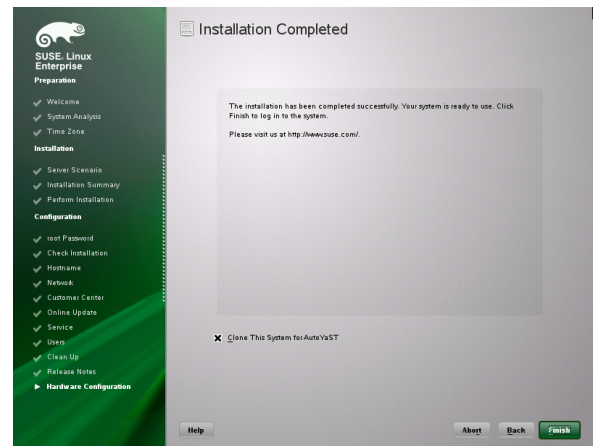 SUSE. Linux
Enterprise
Preparation
Welcome
System Analysis
Time Zone
Installation
Server Scenario
Installation Summary
Perform Installation
Configuration
root Password
Check Installation
Hostname
Network
Customer Center
Online Update
Service
Users
Clean Up
Release Notes
Hardware Configuration
Installation Completed
The installation has been completed successfully. Your system is ready to use. Click
Finish to log in to the system.
Please visit us at http://www.suse.com/.
Clone This System for AutoYaST
Help
Abort
Back
Finish